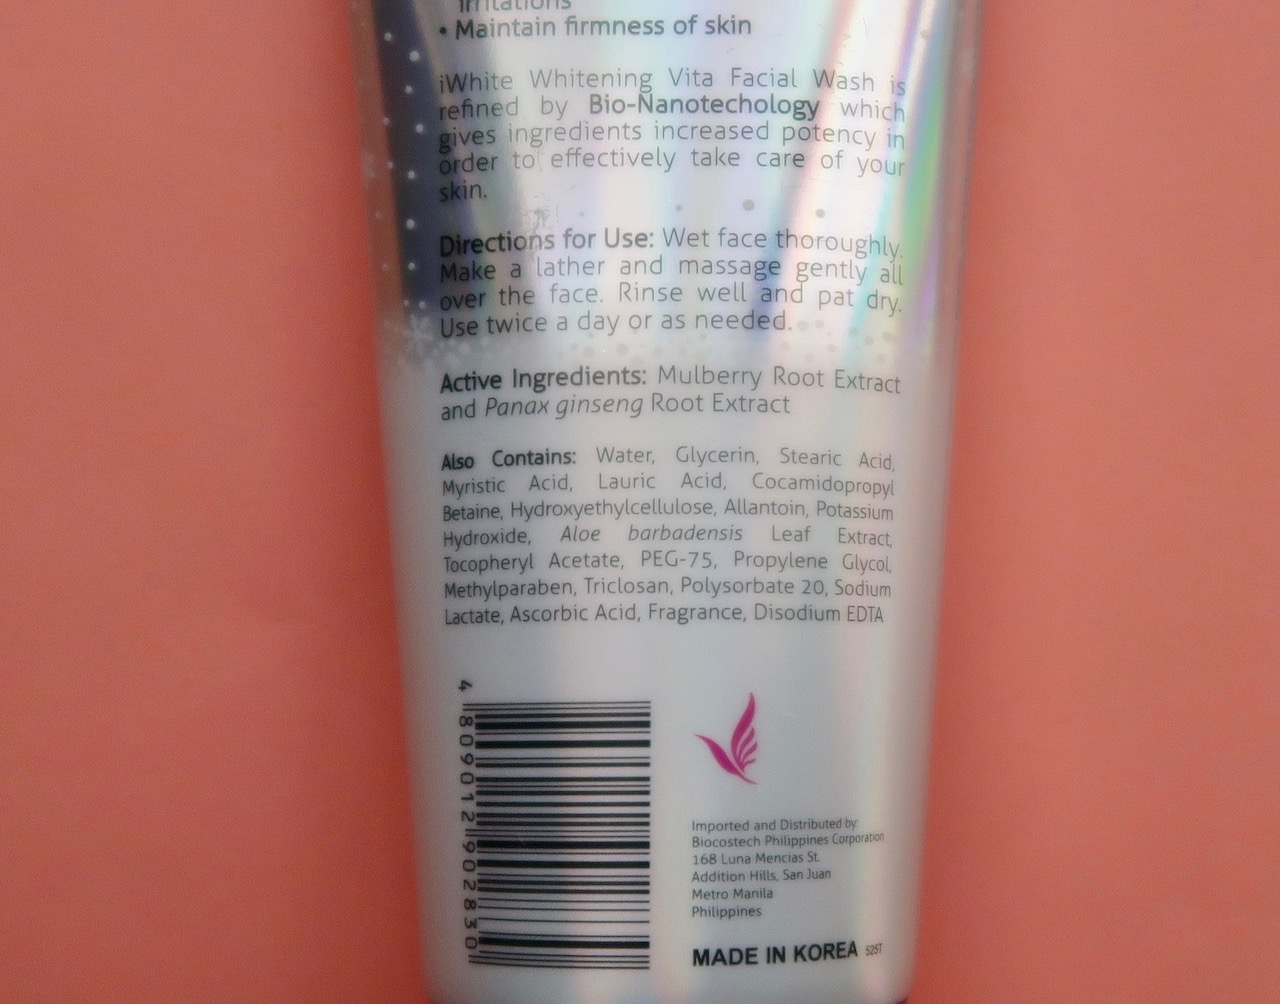 irritations
• Maintain firmness of skin
iWhite Whitening Vita Facial Wash is
refined by Bio-Nanotechology which
gives ingredients increased potency in
order to effectively take care of your
skin.
Directions for Use: Wet face thoroughly.
Make a lather and massage gently all
over the face. Rinse well and pat dry.
Use twice a day or as needed.
Active Ingredients: Mulberry Root Extract
and Panax ginseng Root Extract
Also Contains: Water, Glycerin, Stearic Acid,
Myristic Acid, Lauric Acid, Cocamidopropyl
Betaine, Hydroxyethylcellulose, Allantoin, Potassium
Hydroxide, Aloe barbadensis Leaf Extract,
Tocopheryl Acetate, PEG-75, Propylene Glycol,
Methylparaben, Triclosan, Polysorbate 20, Sodium
Lactate, Ascorbic Acid, Fragrance, Disodium EDTA
4 809012 902830
Imported and Distributed by:
Biocostech Philippines Corporation
168 Luna Mencias St.
Addition Hills, San Juan
Metro Manila
Philippines
MADE IN KOREA 525T